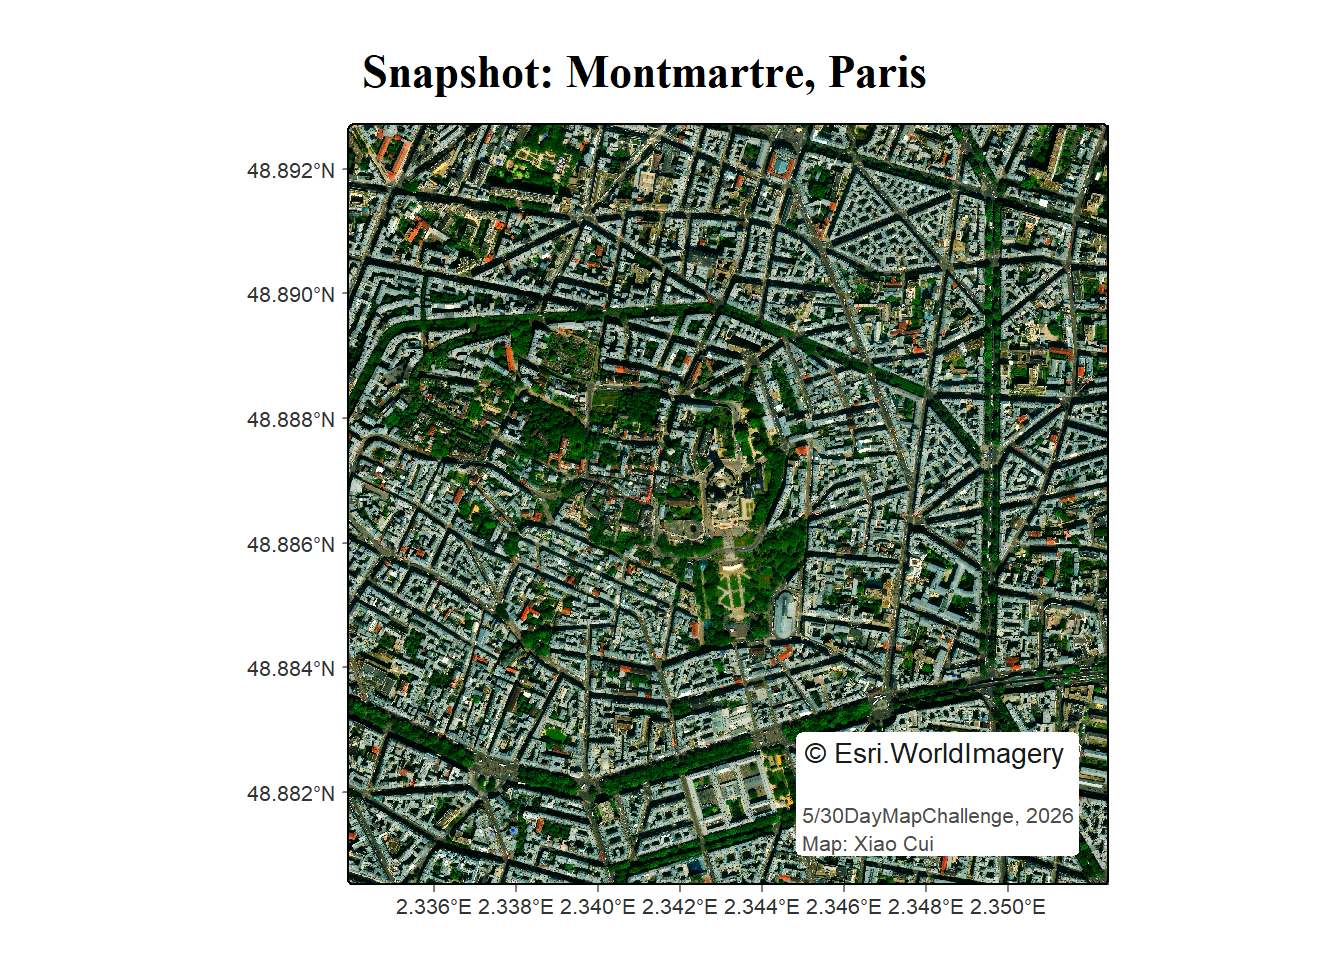 Snapshot: Montmartre, Paris
48.892°N
48.890°N
48.888°N
48.886°N
48.884°N
48.882°N
© Esri.WorldImagery
5/30DayMapChallenge, 2026
Map: Xiao Cui
2.336°E 2.338°E 2.340°E 2.342°E 2.344°E 2.346°E 2.348°E 2.350°E